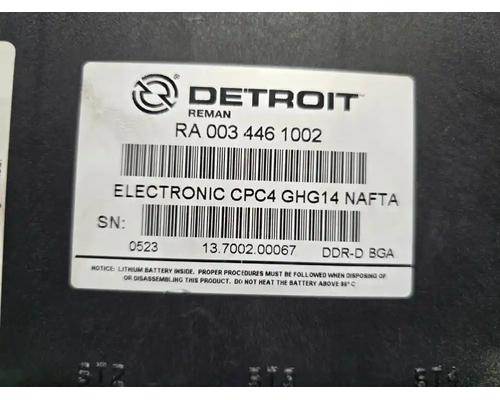 DETROIT®
REMAN
RA 003 446 1002
ELECTRONIC CPC4 GHG14 NAFTA
SN:
0523 13.7002.00067 DDR-D BGA
NOTICE: LITHIUM BATTERY INSIDE. PROPER PROCEDURES MUST BE FOLLOWED WHEN DISPOSING OF
OR DISASSEMBLING THIS PRODUCT. DO NOT HEAT THE BATTERY ABOVE 85° C